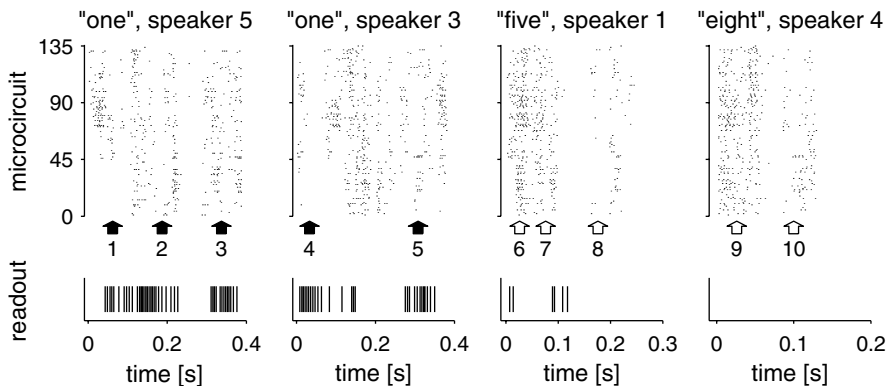 "one", speaker 5 "one", speaker 3 "five", speaker 1 "eight", speaker 4
microcircuit
135
90
45
0
1 2 3 4 5 6 7 8 9 10
readout
0 0.2 0.4 0 0.2 0.4 0 0.1 0.2 0.3 0 0.1 0.2
time [s] time [s] time [s] time [s]